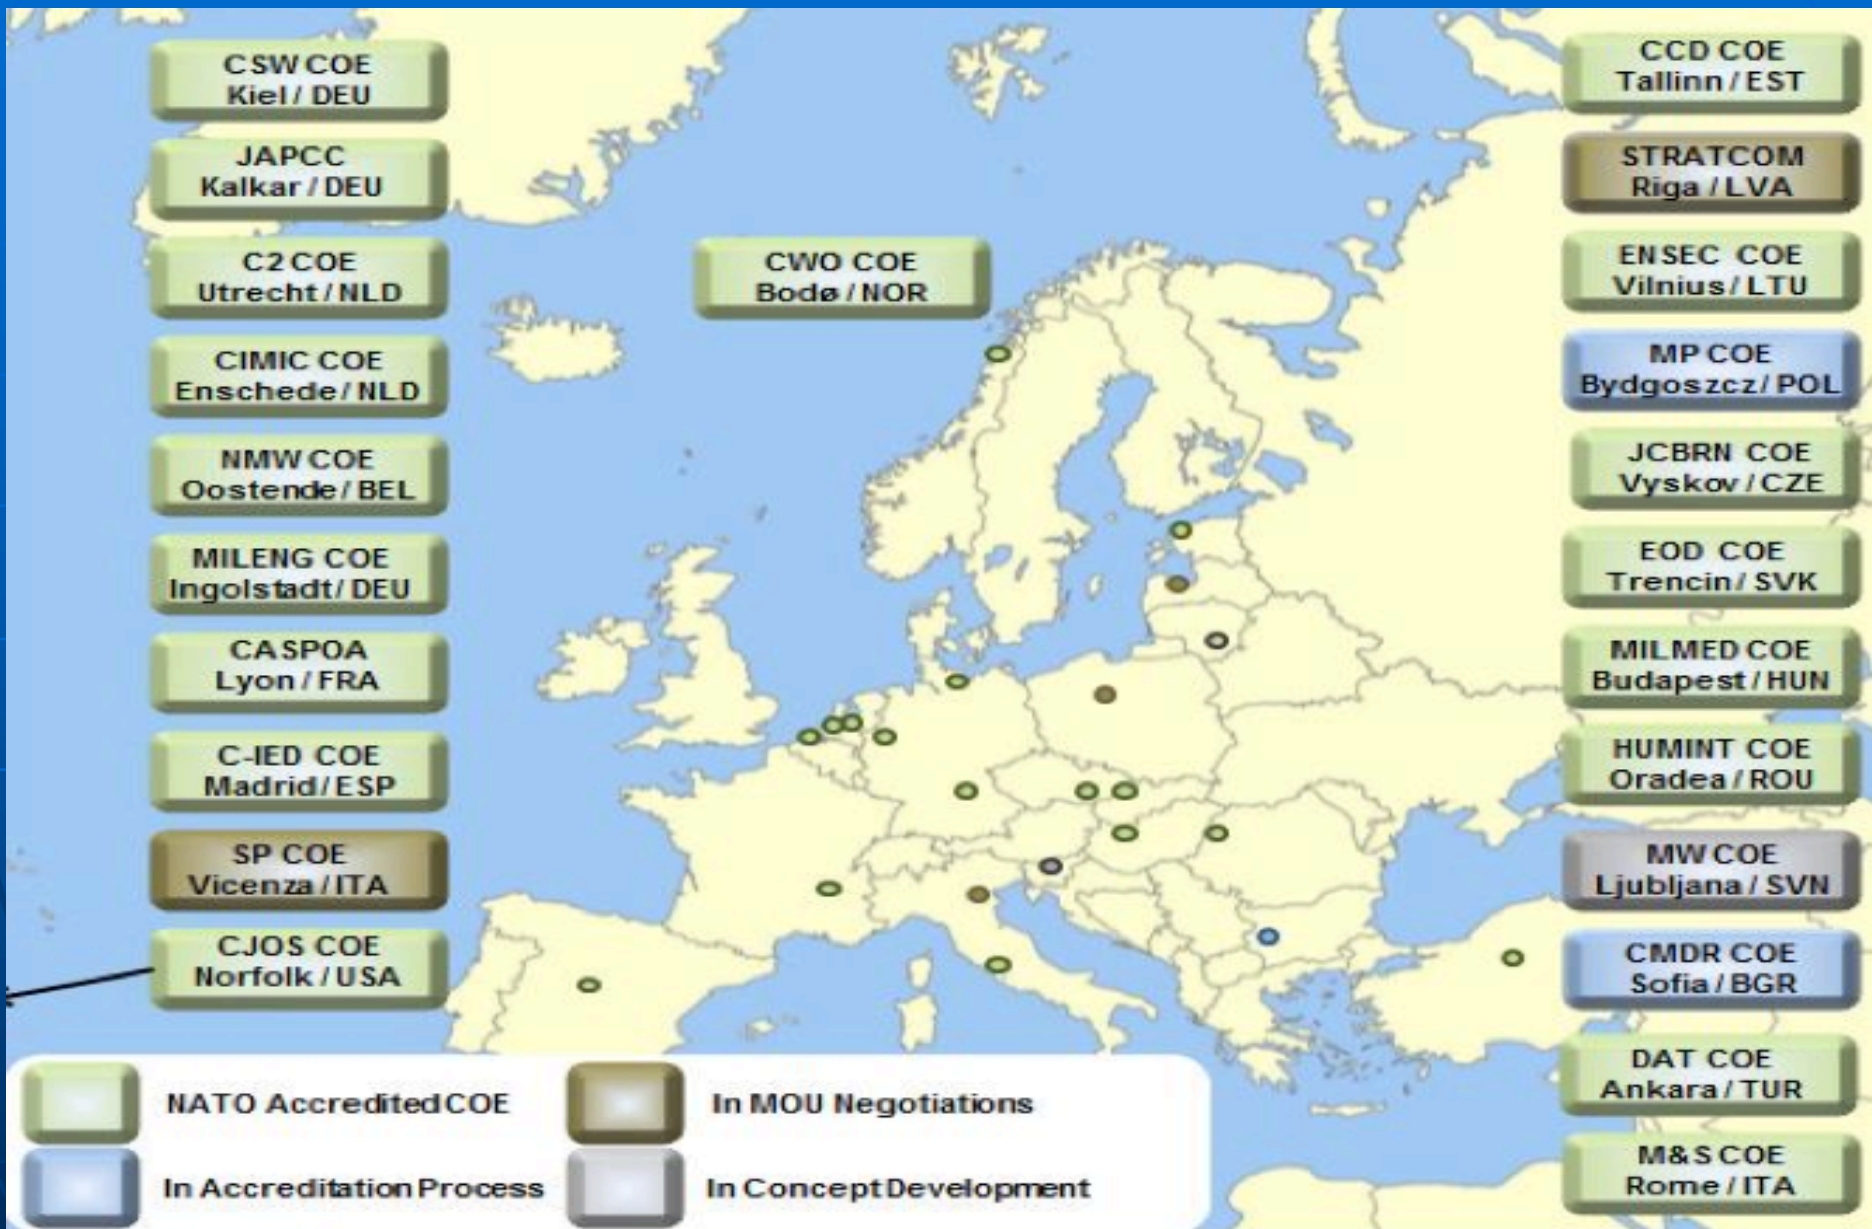 CSW COE
Kiel / DEU
JAPCC
Kalkar / DEU
C2 COE
Utrecht / NLD
CIMIC COE
Enschede / NLD
NMW COE
Oostende / BEL
MILENG COE
Ingolstadt / DEU
CASPOA
Lyon / FRA
C-IED COE
Madrid / ESP
SP COE
Vicenza / ITA
CJOS COE
Norfolk / USA
CWO COE
Bodø / NOR
CCD COE
Tallinn / EST
STRATCOM
Riga / LVA
ENSEC COE
Vilnius / LTU
MP COE
Bydgoszcz / POL
JCBRN COE
Vyskov / CZE
EOD COE
Trencin / SVK
MILMED COE
Budapest / HUN
HUMINT COE
Oradea / ROU
MW COE
Ljubljana / SVN
CMDR COE
Sofia / BGR
DAT COE
Ankara / TUR
M&S COE
Rome / ITA
NATO Accredited COE
In MOU Negotiations
In Accreditation Process
In Concept Development